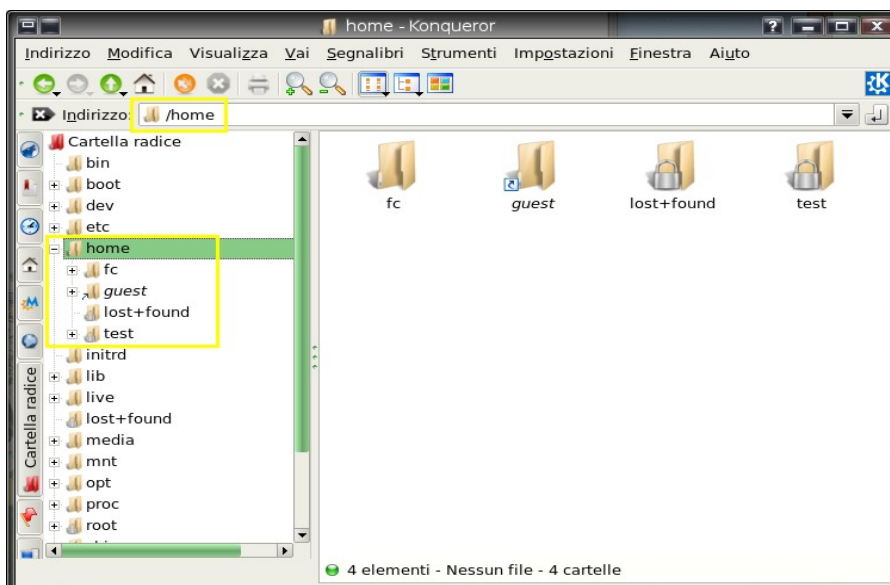 home - Konqueror
Indirizzo Modifica Visualizza Vai Segnalibri Strumenti Impostazioni Finestra Aiuto
Indirizzo: /home
Cartella radice
bin
boot
dev
etc
home
fc
guest
lost+found
test
initrd
lib
live
lost+found
media
mnt
opt
proc
root
Cartella radice
fc guest lost+found test
4 elementi - Nessun file - 4 cartelle